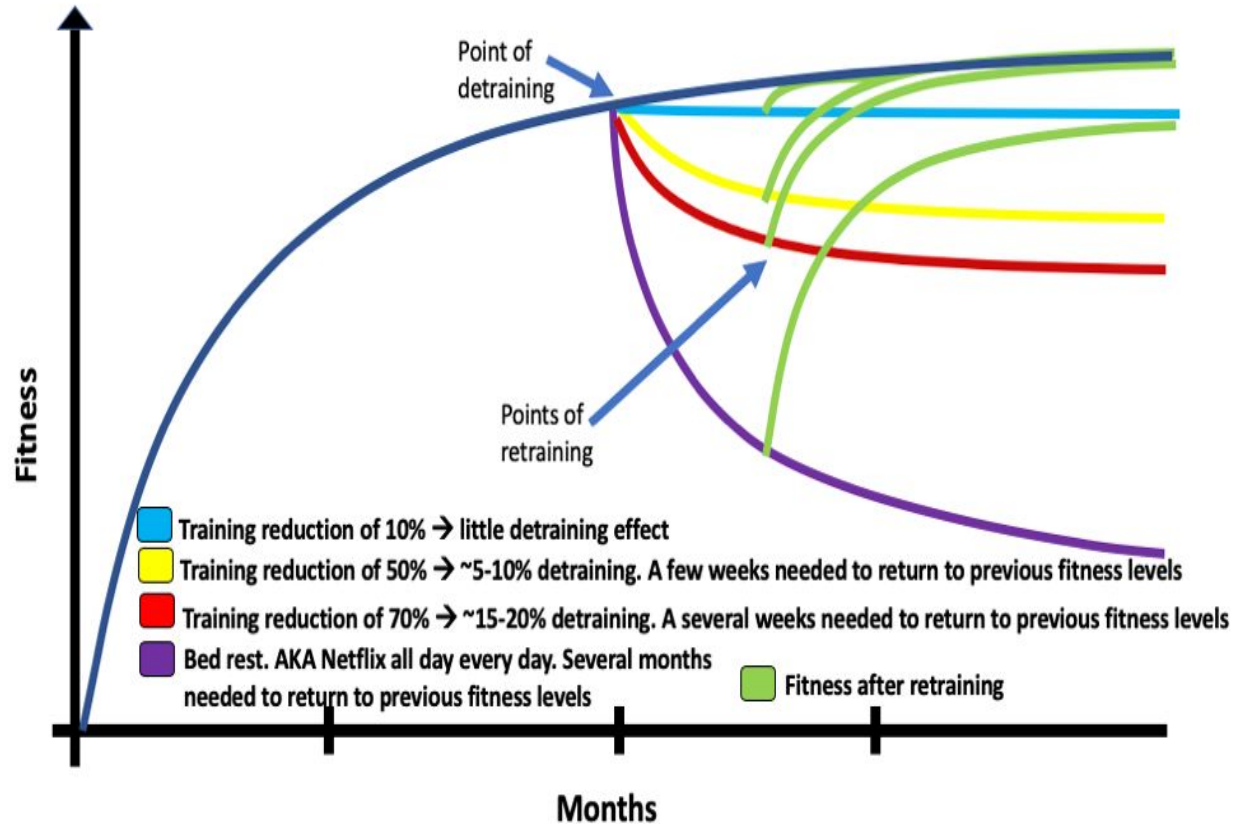 Point of
detraining
Points of
retraining
Fitness
Training reduction of 10% → little detraining effect
Training reduction of 50% → ~5-10% detraining. A few weeks needed to return to previous fitness levels
Training reduction of 70% → ~15-20% detraining. A several weeks needed to return to previous fitness levels
Bed rest. AKA Netflix all day every day. Several months
needed to return to previous fitness levels
Fitness after retraining
Months